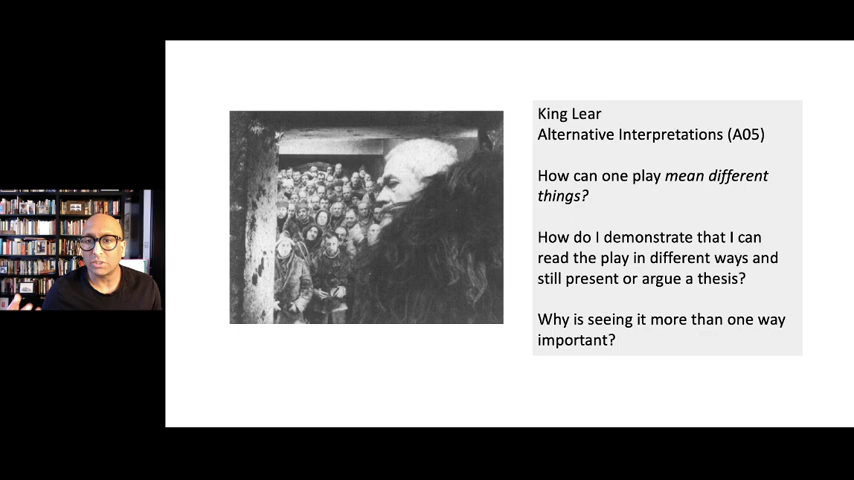 King Lear
Alternative Interpretations (A05)
How can one play mean different
things?
How do I demonstrate that I can
read the play in different ways and
still present or argue a thesis?
Why is seeing it more than one way
important?